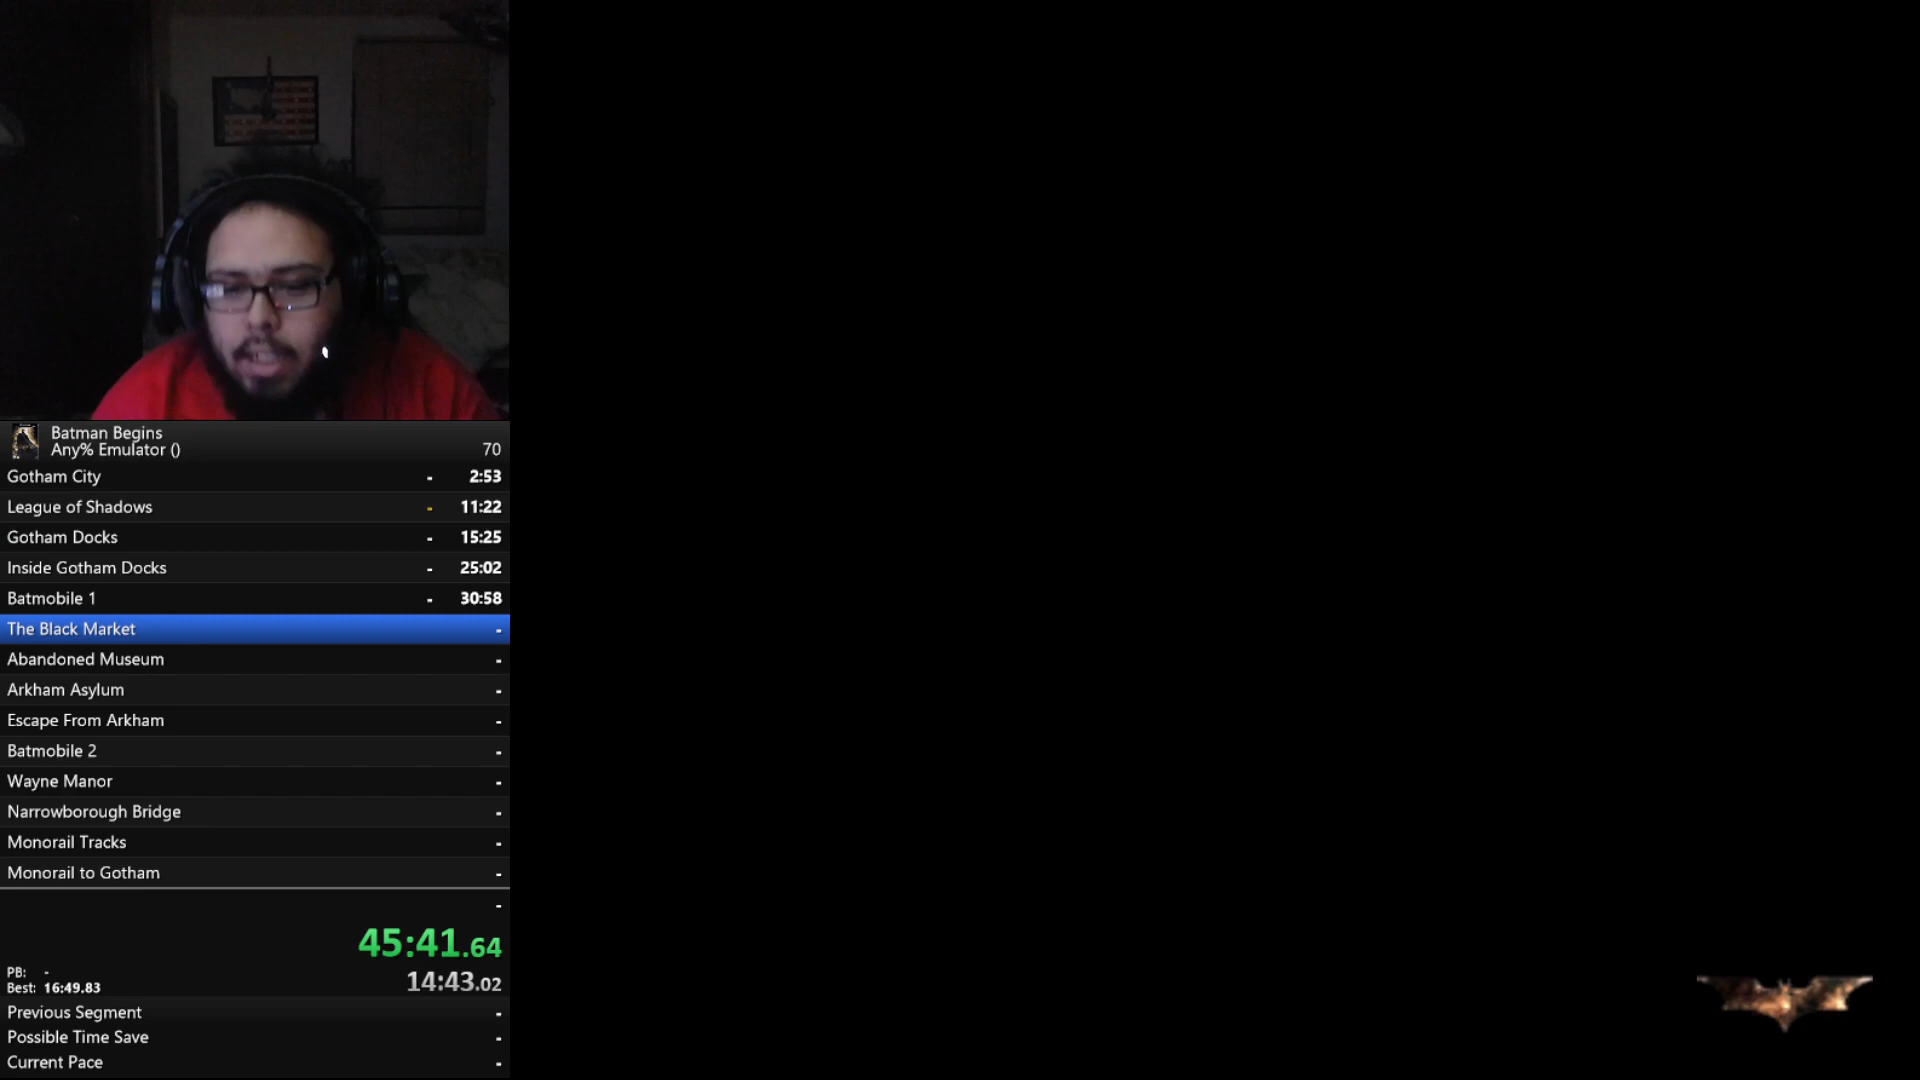 Batman Begins
Any% Emulator () 70
Gotham City - 2:53
League of Shadows - 11:22
Gotham Docks - 15:25
Inside Gotham Docks - 25:02
Batmobile 1 - 30:58
The Black Market -
Abandoned Museum -
Arkham Asylum -
Escape From Arkham -
Batmobile 2 -
Wayne Manor -
Narrowborough Bridge -
Monorail Tracks -
Monorail to Gotham -
-
45:41.64
PB: -
Best: 16:49.83 14:43.02
Previous Segment -
Possible Time Save -
Current Pace -